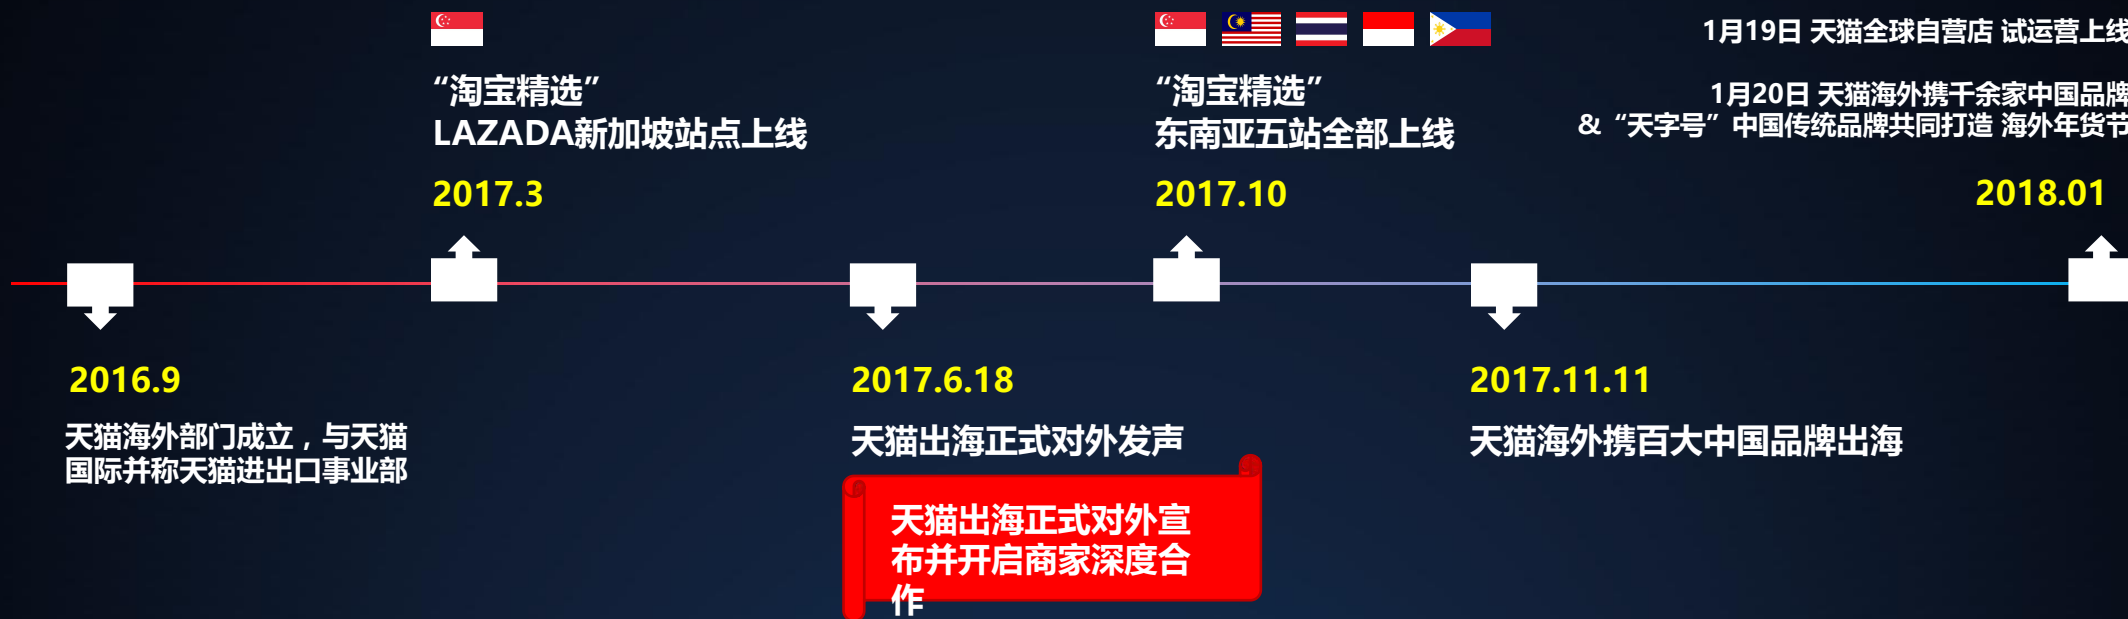 “淘宝精选”
LAZADA新加坡站点上线
2017.3
“淘宝精选”
东南亚五站全部上线
2017.10
1月19日 天猫全球自营店 试运营上线
1月20日 天猫海外携千余家中国品牌
&“天字号”中国传统品牌共同打造 海外年货节
2018.01
2016.9
天猫海外部门成立，与天猫
国际并称天猫进出口事业部
2017.6.18
天猫出海正式对外发声
天猫出海正式对外宣
布并开启商家深度合
作
2017.11.11
天猫海外携百大中国品牌出海